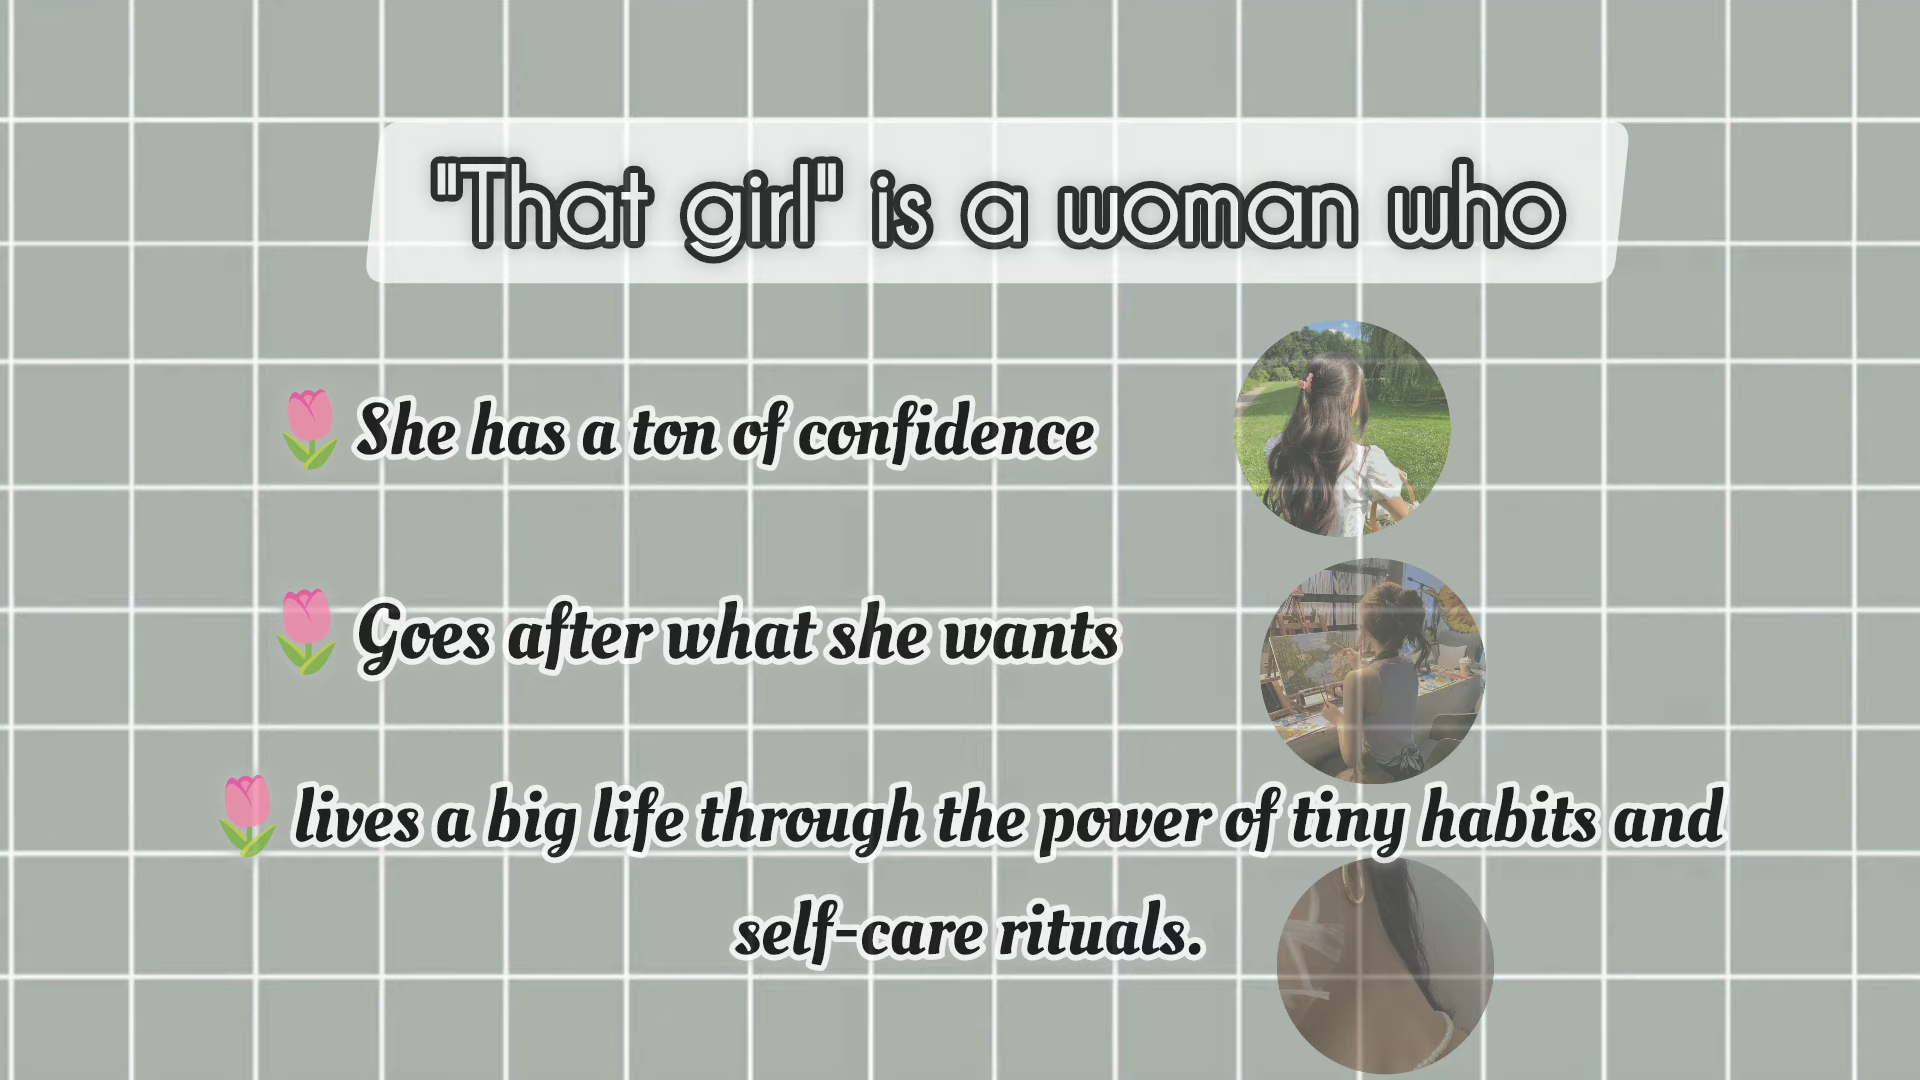 "That girl" is a woman who
🌷She has a ton of confidence
🌷Goes after what she wants
🌷lives a big life through the power of tiny habits and
self-care rituals.